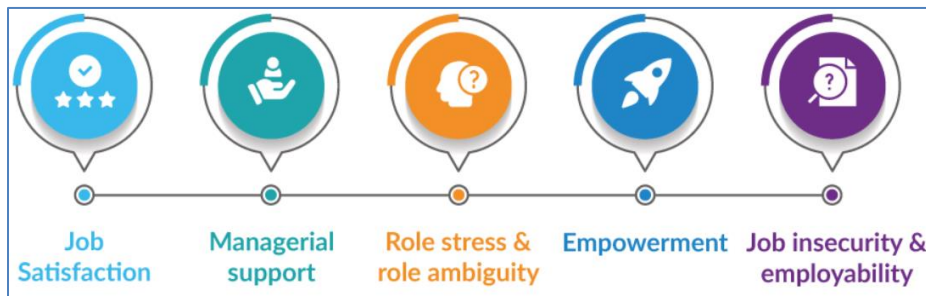 Job
Satisfaction
Managerial
support
Role stress &
role ambiguity
Empowerment
Job insecurity &
employability
?
?